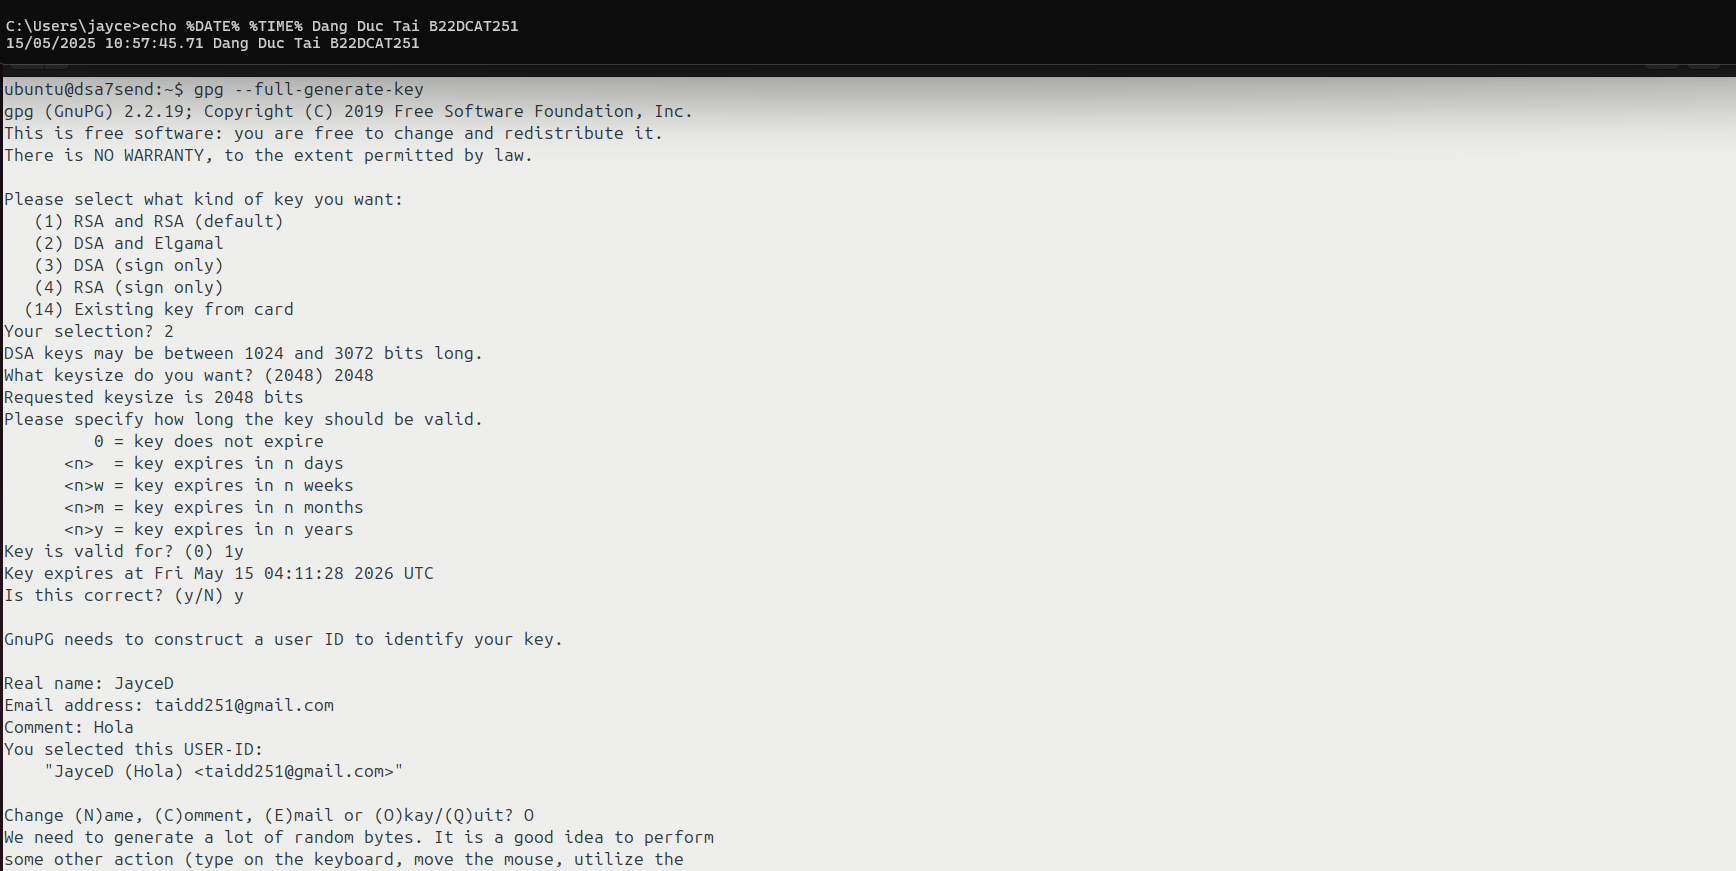 C:\Users\jayce>echo %DATE% %TIME% Dang Duc Tai B22DCAT251
15/05/2025 10:57:45.71 Dang Duc Tai B22DCAT251
ubuntu@dsa7send:~$ gpg --full-generate-key
gpg (GnuPG) 2.2.19; Copyright (C) 2019 Free Software Foundation, Inc.
This is free software: you are free to change and redistribute it.
There is NO WARRANTY, to the extent permitted by law.
Please select what kind of key you want:
   (1) RSA and RSA (default)
   (2) DSA and Elgamal
   (3) DSA (sign only)
   (4) RSA (sign only)
  (14) Existing key from card
Your selection? 2
DSA keys may be between 1024 and 3072 bits long.
What keysize do you want? (2048) 2048
Requested keysize is 2048 bits
Please specify how long the key should be valid.
         0 = key does not expire
      <n>  = key expires in n days
      <n>w = key expires in n weeks
      <n>m = key expires in n months
      <n>y = key expires in n years
Key is valid for? (0) 1y
Key expires at Fri May 15 04:11:28 2026 UTC
Is this correct? (y/N) y
GnuPG needs to construct a user ID to identify your key.
Real name: JayceD
Email address: taidd251@gmail.com
Comment: Hola
You selected this USER-ID:
    "JayceD (Hola) <taidd251@gmail.com>"
Change (N)ame, (C)omment, (E)mail or (O)kay/(Q)uit? O
We need to generate a lot of random bytes. It is a good idea to perform
some other action (type on the keyboard, move the mouse, utilize the